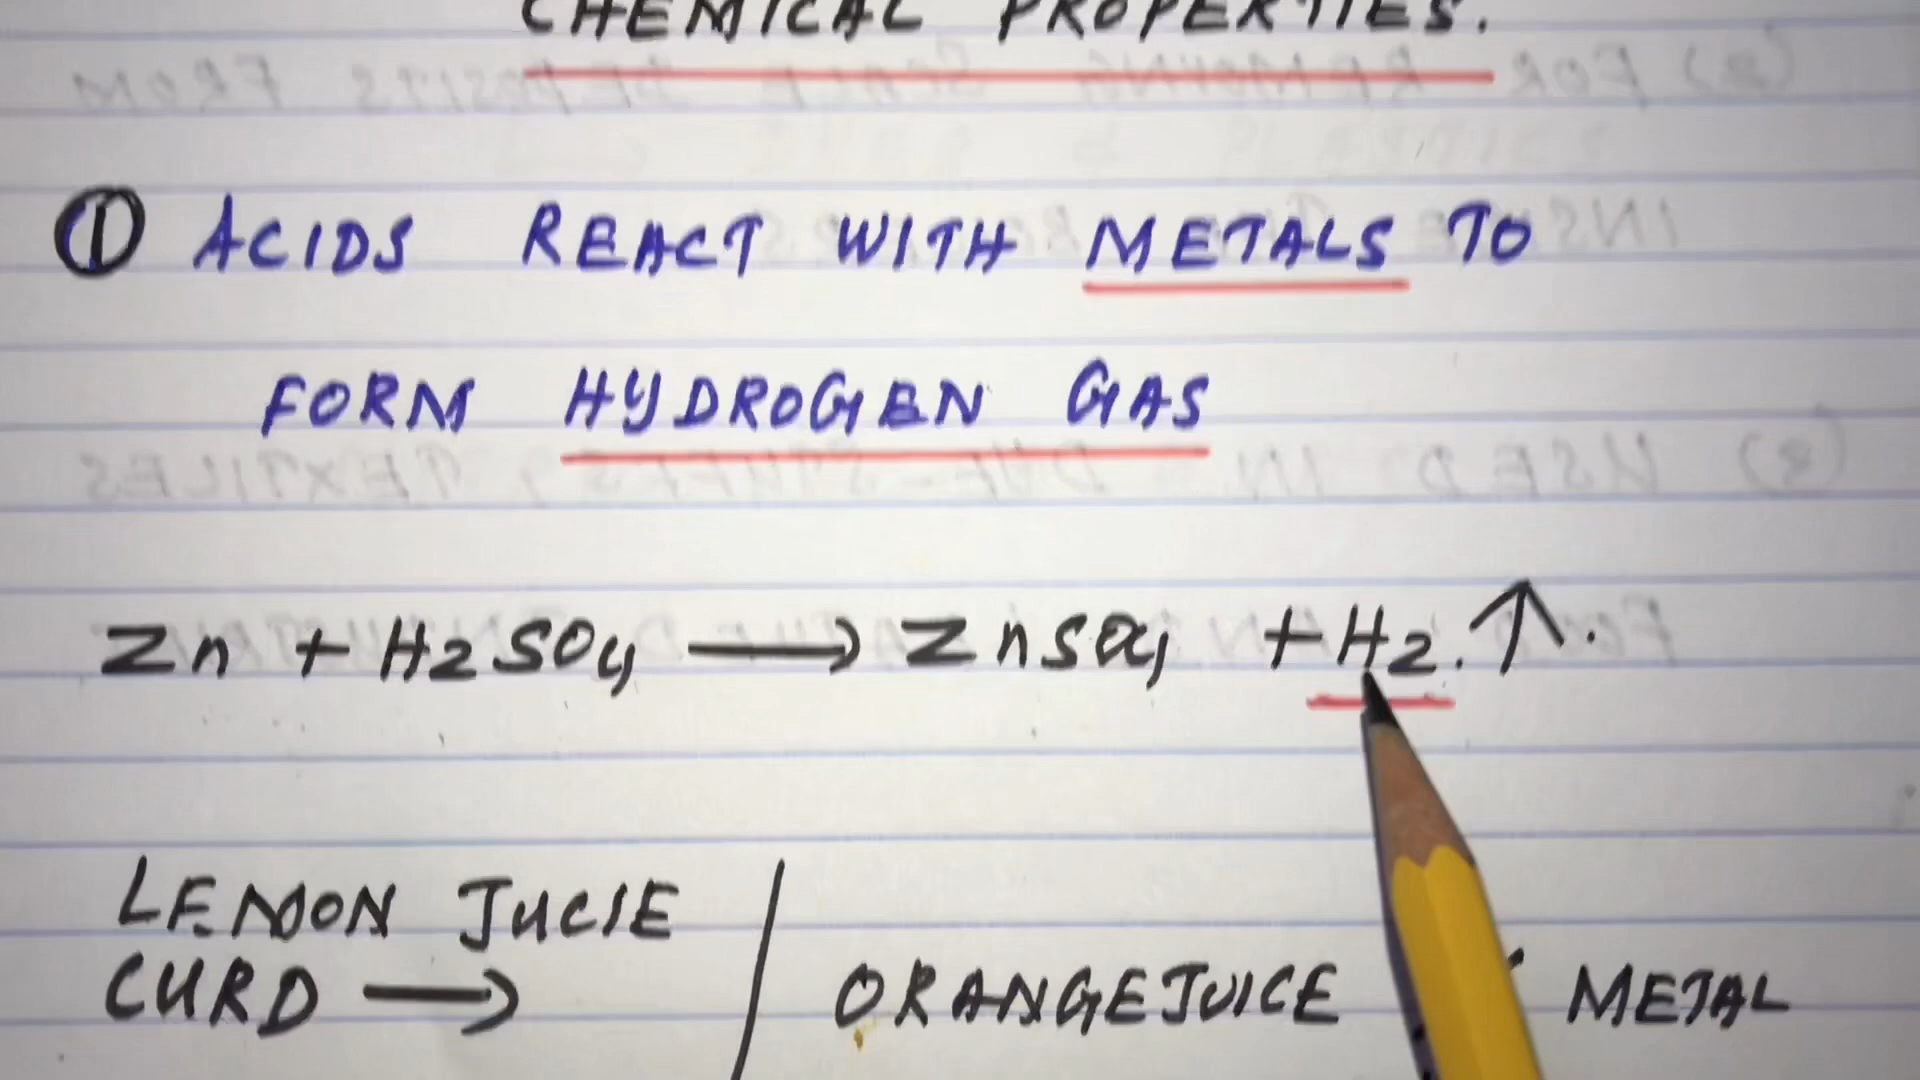 CHEMICAL PROPERTIES.
① ACIDS REACT WITH METALS TO
FORM HYDROGEN GAS
Zn + H2SO4 → ZnSO4 + H2. ↑.
LEMON JUCIE
CURD → / ORANGEJUICE METAL